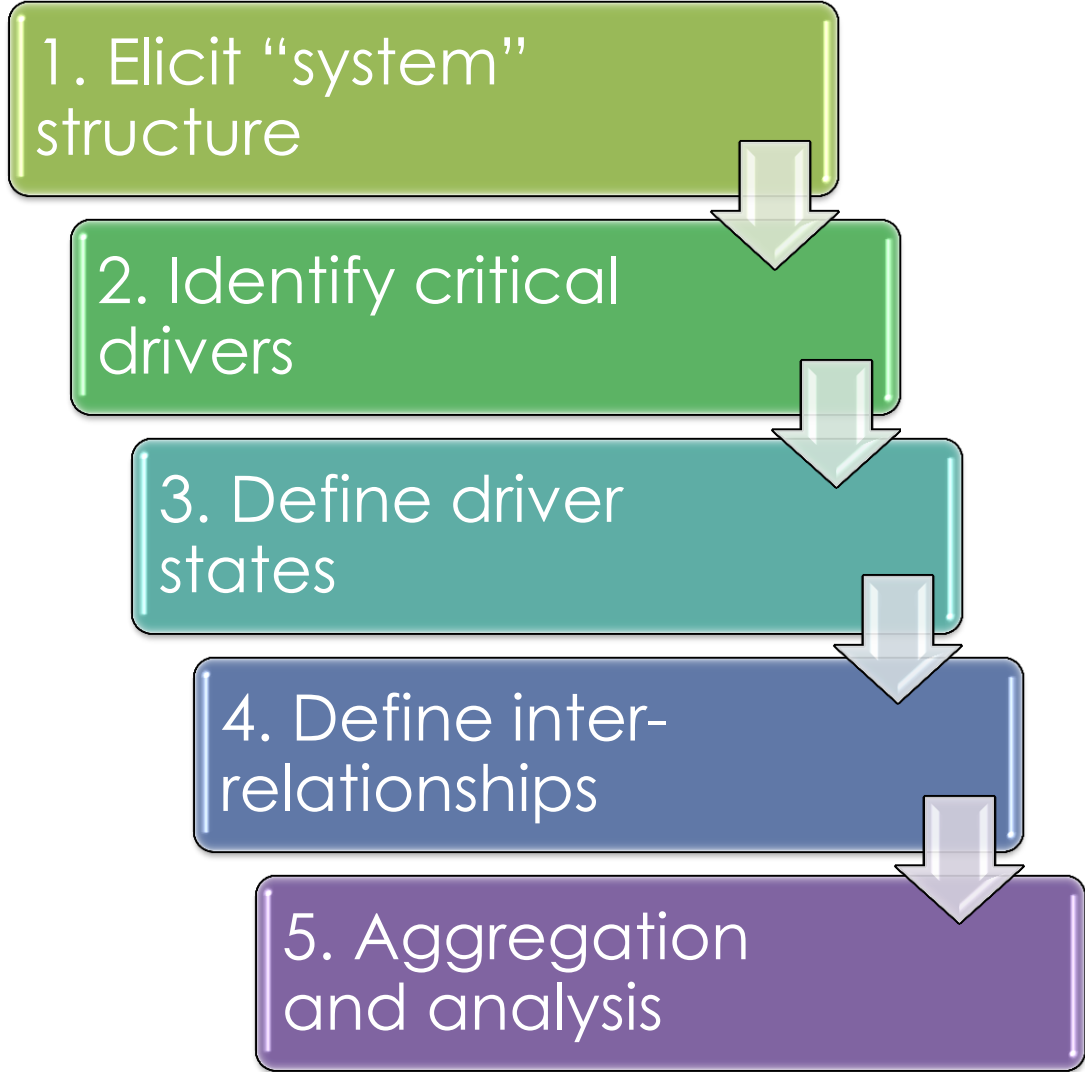 1. Elicit “system”
structure
2. Identify critical
drivers
3. Define driver
states
4. Define inter-
relationships
5. Aggregation
and analysis